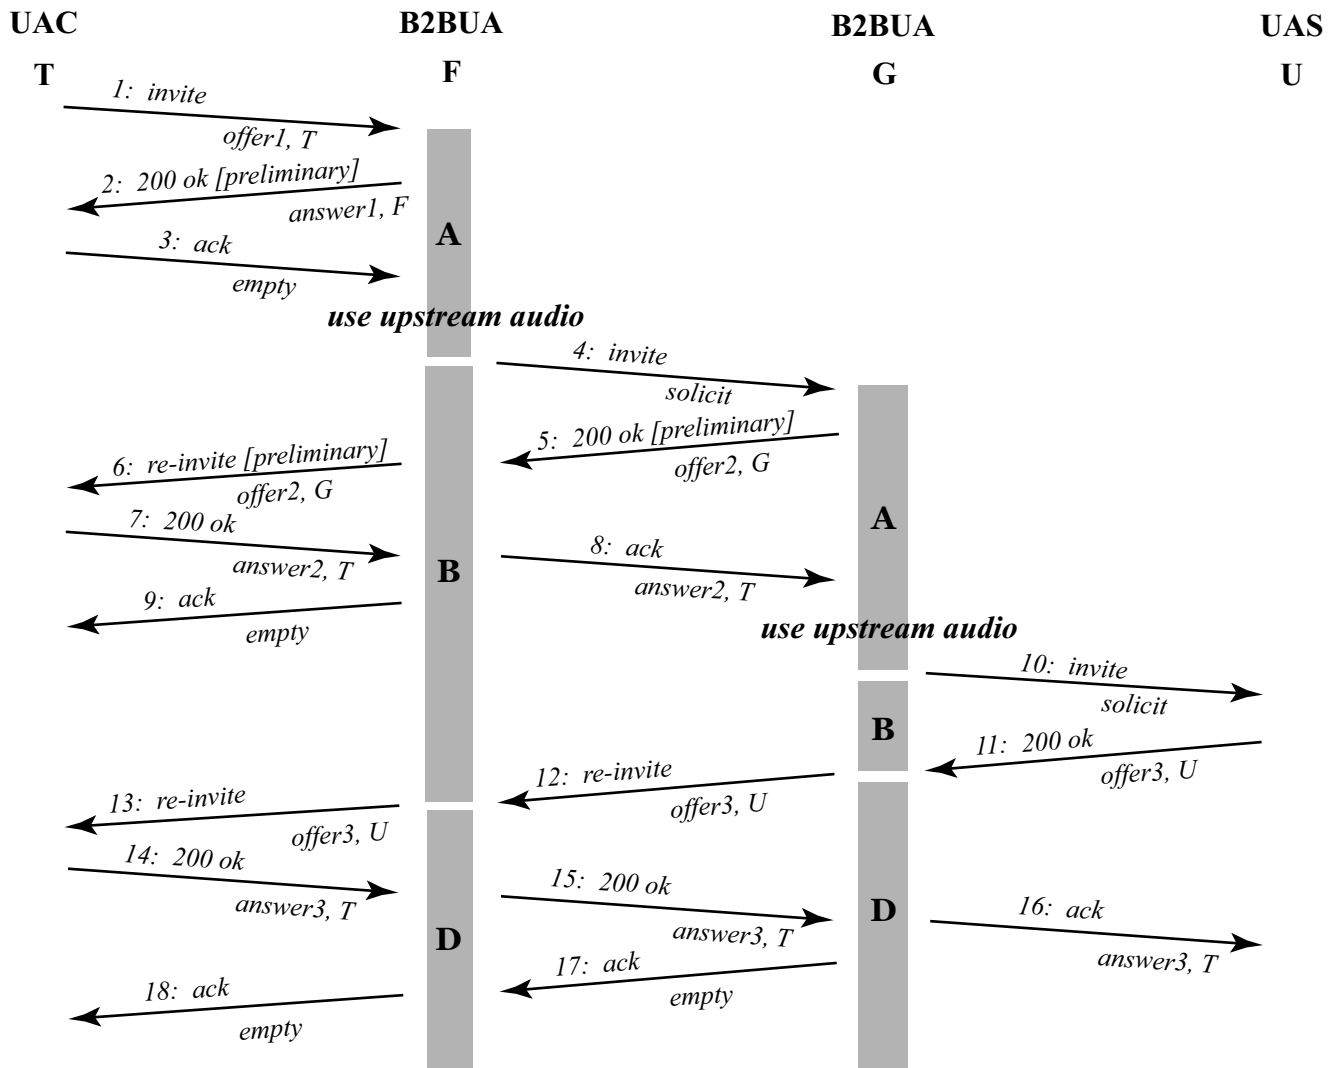 UAC B2BUA B2BUA UAS
T F G U
1: invite
offer1, T
2: 200 ok [preliminary]
answer1, F
A
3: ack
empty
use upstream audio
4: invite
solicit
5: 200 ok [preliminary]
offer2, G
6: re-invite [preliminary]
offer2, G
A
7: 200 ok
answer2, T
B
8: ack
answer2, T
9: ack
empty
use upstream audio
10: invite
solicit
B
11: 200 ok
offer3, U
12: re-invite
offer3, U
13: re-invite
offer3, U
14: 200 ok
answer3, T
15: 200 ok
answer3, T
D
D
16: ack
answer3, T
17: ack
empty
18: ack
empty